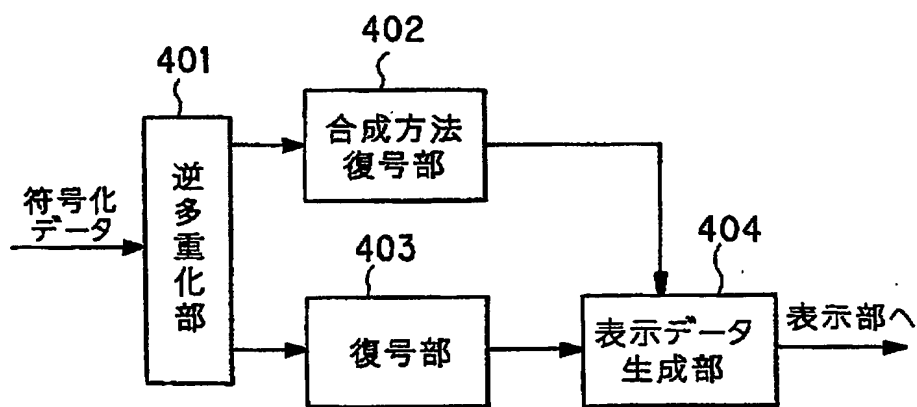 402
401
合成方法
復号部
符号化
データ
逆多重化部
403
404
復号部
表示データ
生成部
表示部へ